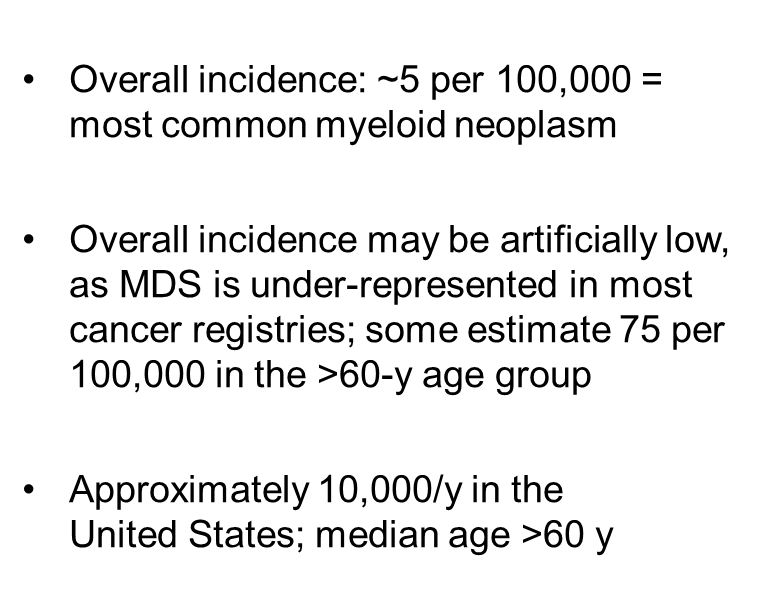 • Overall incidence: ~5 per 100,000 =
most common myeloid neoplasm
• Overall incidence may be artificially low,
as MDS is under-represented in most
cancer registries; some estimate 75 per
100,000 in the >60-y age group
• Approximately 10,000/y in the
United States; median age >60 y